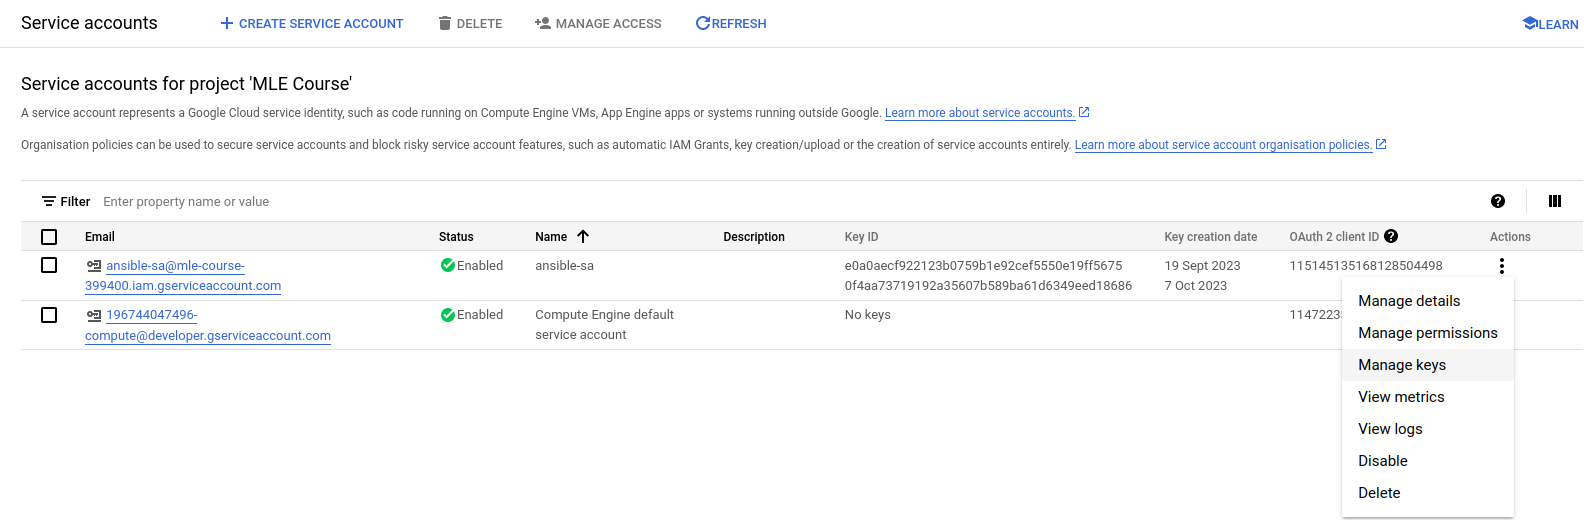 Service accounts
CREATE SERVICE ACCOUNT
DELETE
MANAGE ACCESS
REFRESH
LEARN
Service accounts for project 'MLE Course'
A service account represents a Google Cloud service identity, such as code running on Compute Engine VMs, App Engine apps or systems running outside Google. Learn more about service accounts.
Organisation policies can be used to secure service accounts and block risky service account features, such as automatic IAM Grants, key creation/upload or the creation of service accounts entirely. Learn more about service account organisation policies.
Filter Enter property name or value
Email Status Name Description Key ID Key creation date OAuth 2 client ID Actions
ansible-sa@mle-course- Enabled ansible-sa e0a0aecf922123b0759b1e92cef5550e19ff5675 19 Sept 2023 115145135168128504498
399400.iam.gserviceaccount.com 0f4aa73719192a35607b589ba61d6349eed18686 7 Oct 2023
196744047496- Enabled Compute Engine default No keys
compute@developer.gserviceaccount.com service account
Manage details
Manage permissions
Manage keys
View metrics
View logs
Disable
Delete